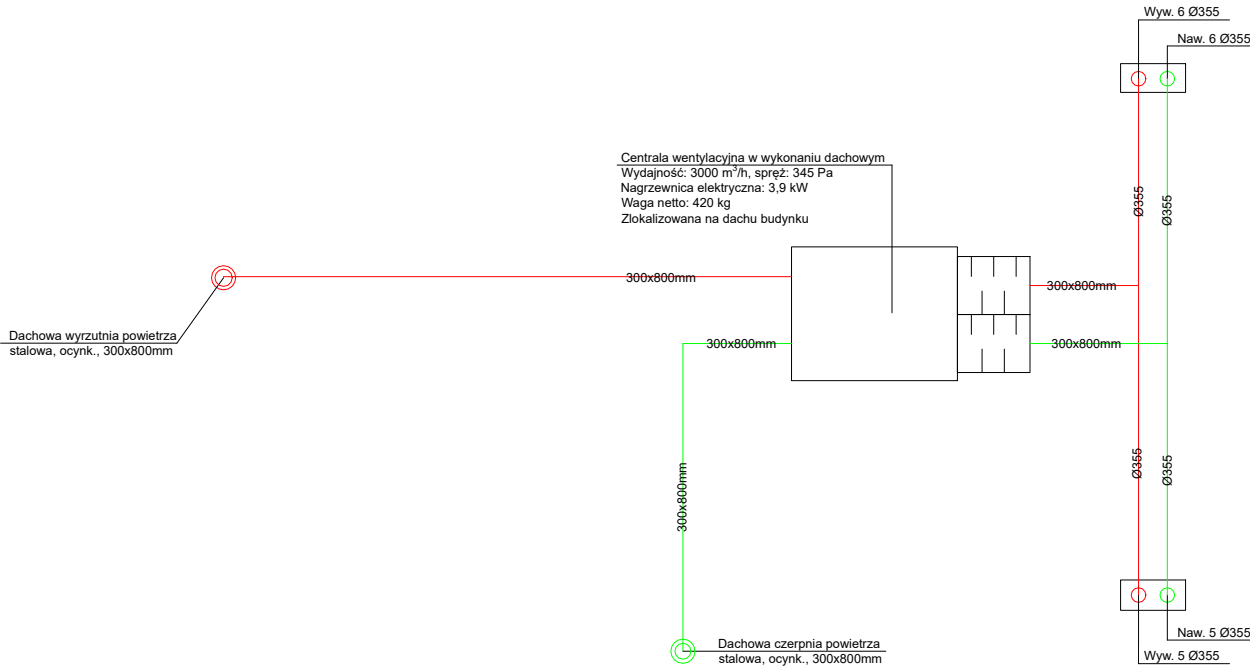 Wyw. 6 Ø355
Naw. 6 Ø355
Centrala wentylacyjna w wykonaniu dachowym
Wydajność: 3000 m³/h, spręż: 345 Pa
Nagrzewnica elektryczna: 3,9 kW
Waga netto: 420 kg
Zlokalizowana na dachu budynku
Ø355
Ø355
300x800mm
300x800mm
Dachowa wyrzutnia powietrza
stalowa, ocynk., 300x800mm
300x800mm
300x800mm
Ø355
Ø355
300x800mm
Naw. 5 Ø355
Dachowa czerpnia powietrza
stalowa, ocynk., 300x800mm
Wyw. 5 Ø355